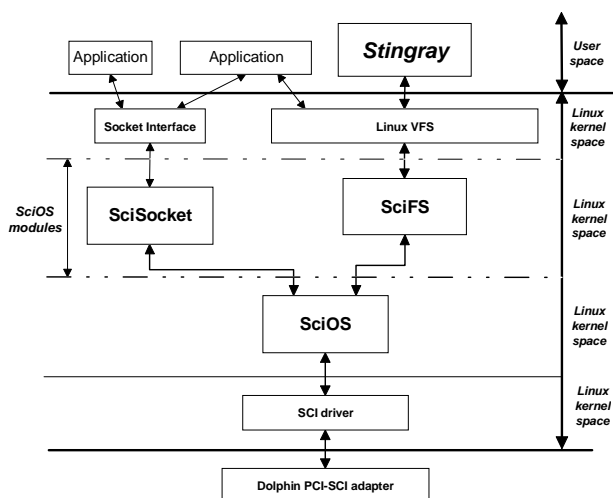 Application
Application
Stingray
User
space
Socket Interface
Linux VFS
Linux
kernel
space
SciOS
modules
SciSocket
SciFS
Linux
kernel
space
SciOS
Linux
kernel
space
SCI driver
Linux
kernel
space
Dolphin PCI-SCI adapter